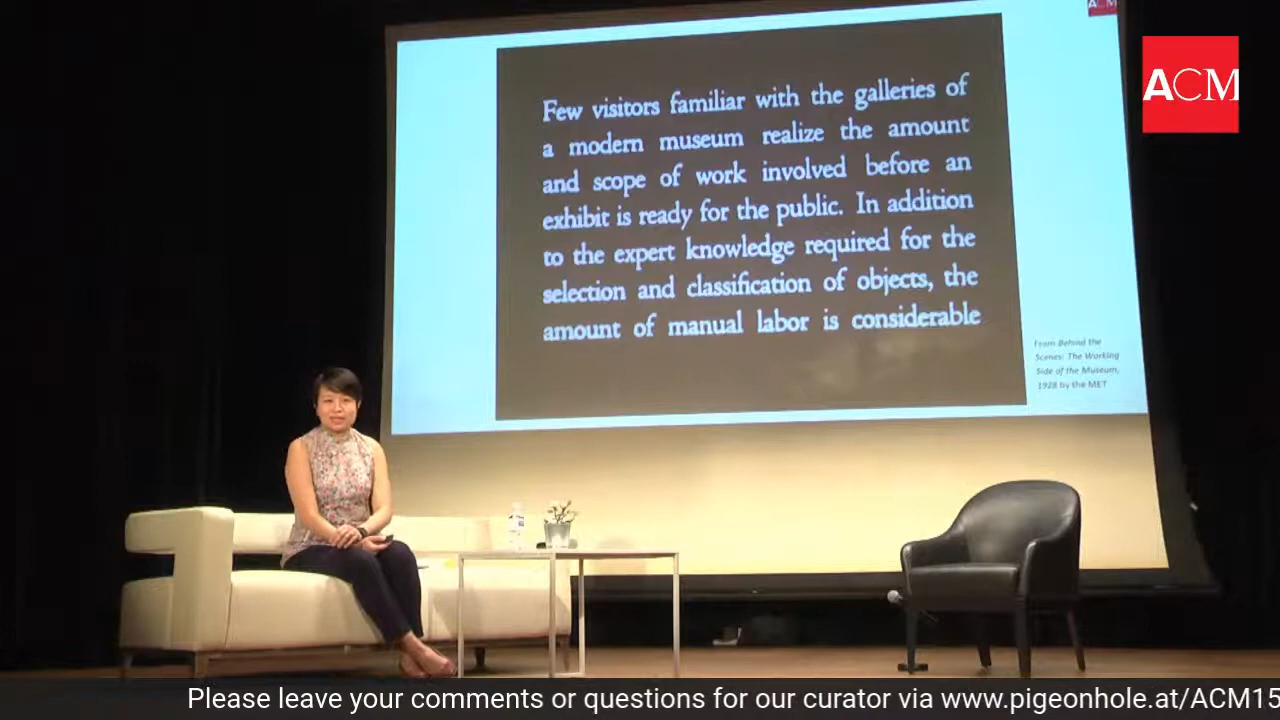 ACM
ACM
Few visitors familiar with the galleries of
a modern museum realize the amount
and scope of work involved before an
exhibit is ready for the public. In addition
to the expert knowledge required for the
selection and classification of objects, the
amount of manual labor is considerable
From Behind the
Scenes: The Working
Side of the Museum,
1928 by the MET
Please leave your comments or questions for our curator via www.pigeonhole.at/ACM15